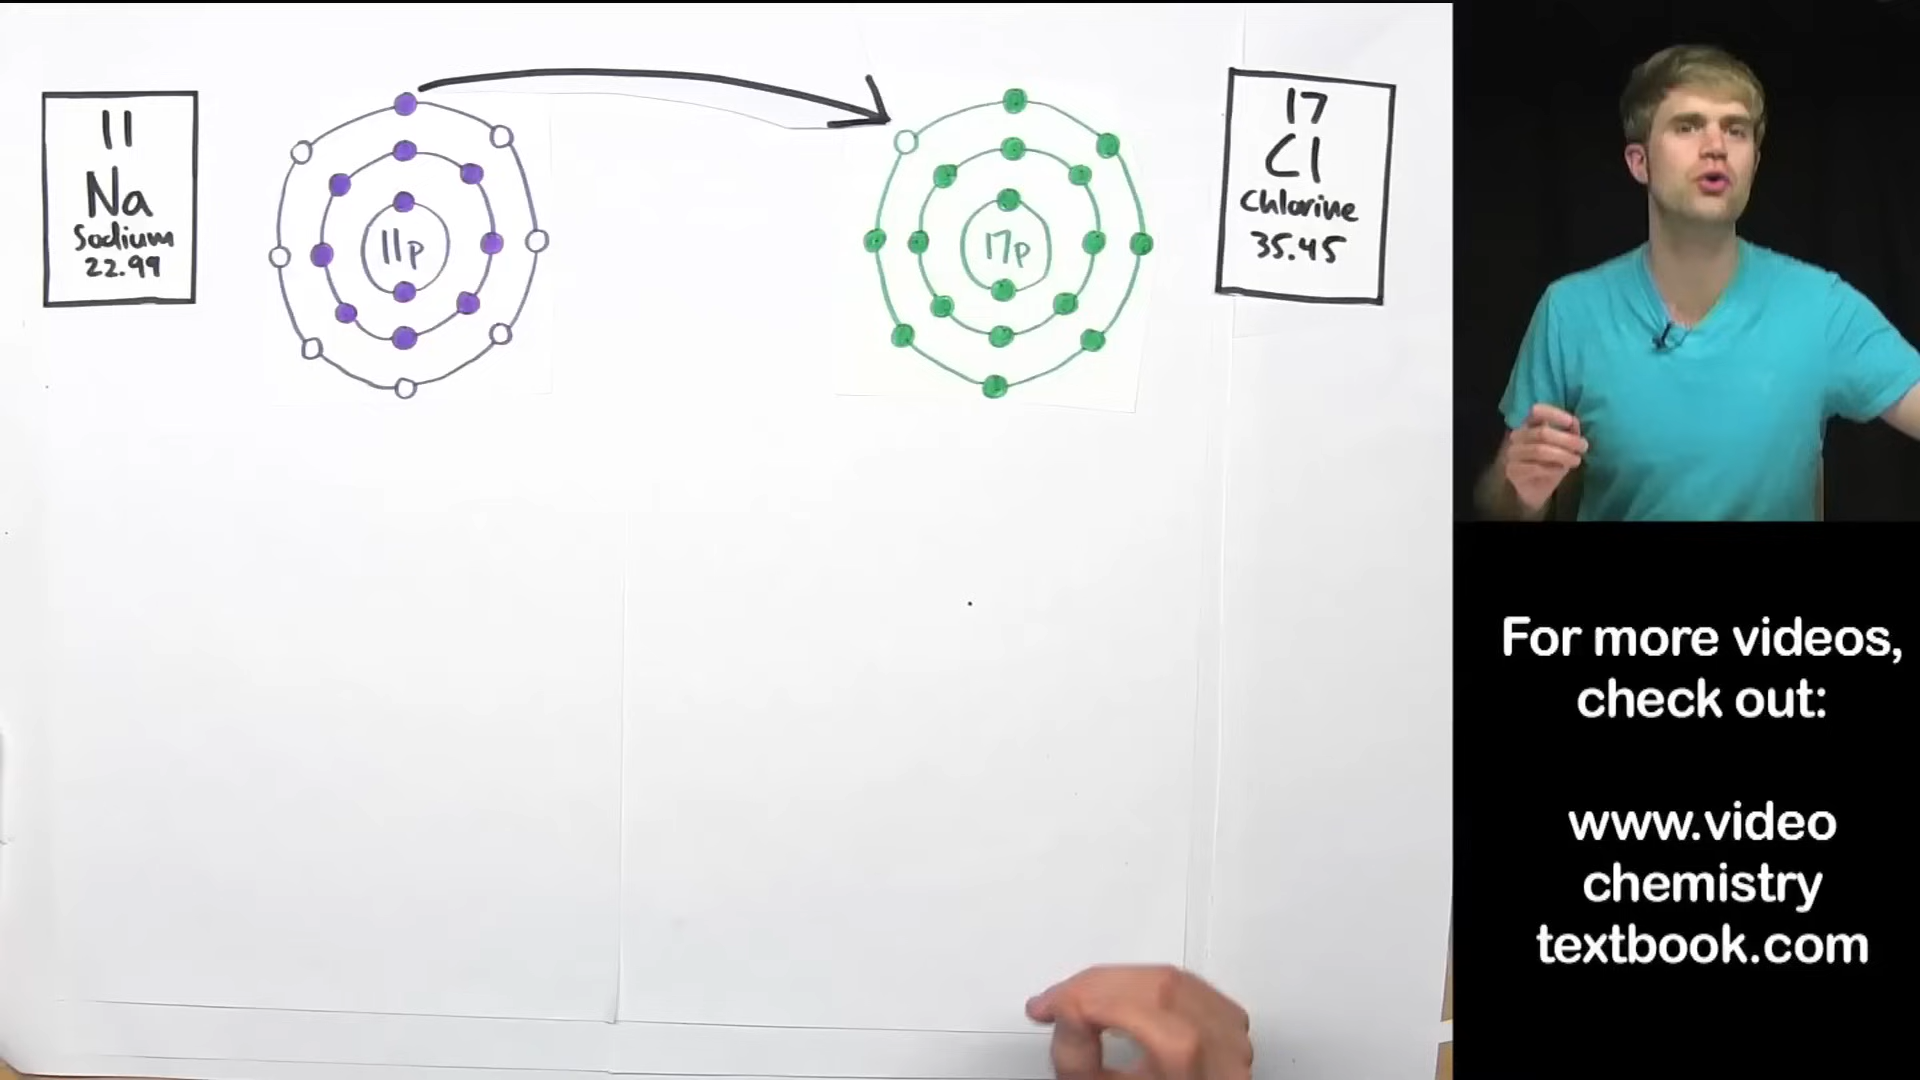 11
Na
Sodium
22.99
11p
17p
17
Cl
Chlorine
35.45
For more videos,
check out:
www.video
chemistry
textbook.com